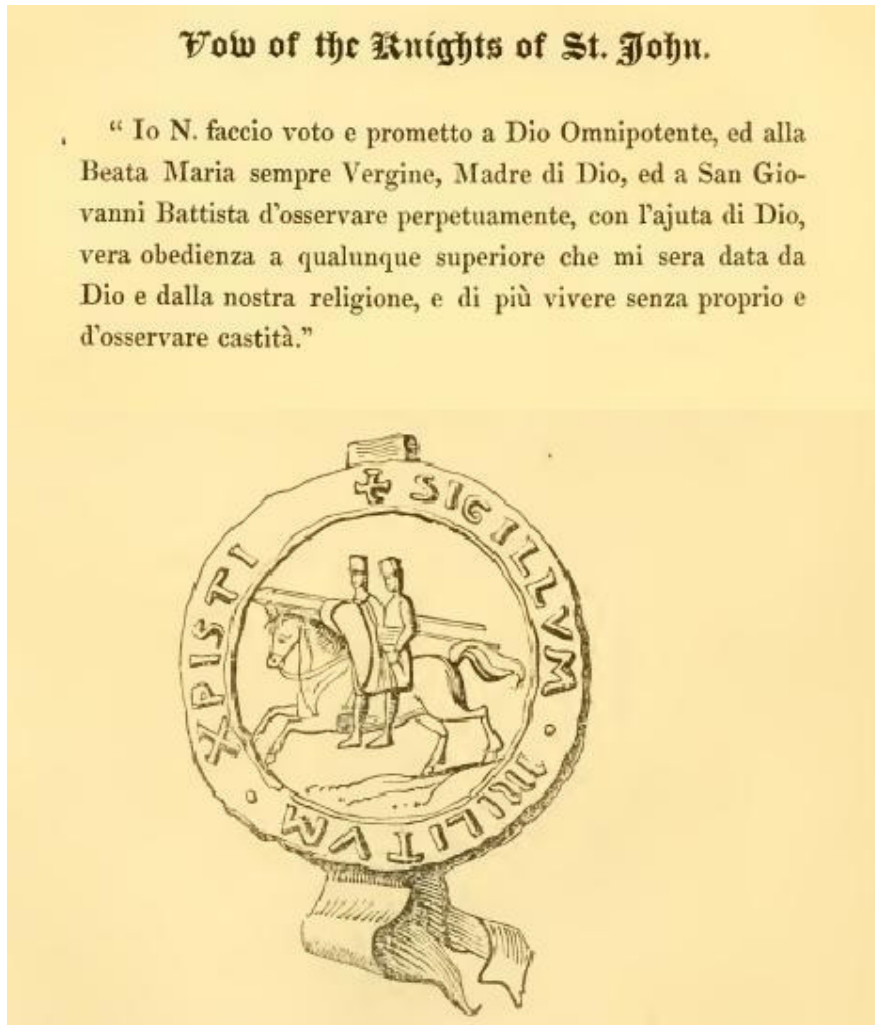 Vow of the Knights of St. John.
“ Io N. faccio voto e prometto a Dio Omnipotente, ed alla
Beata Maria sempre Vergine, Madre di Dio, ed a San Gio-
vanni Battista d'osservare perpetuamente, con l'ajuta di Dio,
vera obedienza a qualunque superiore che mi sera data da
Dio e dalla nostra religione, e di più vivere senza proprio e
d'osservare castità.”
✠ SIGILLVM · MILITVM · XPISTI